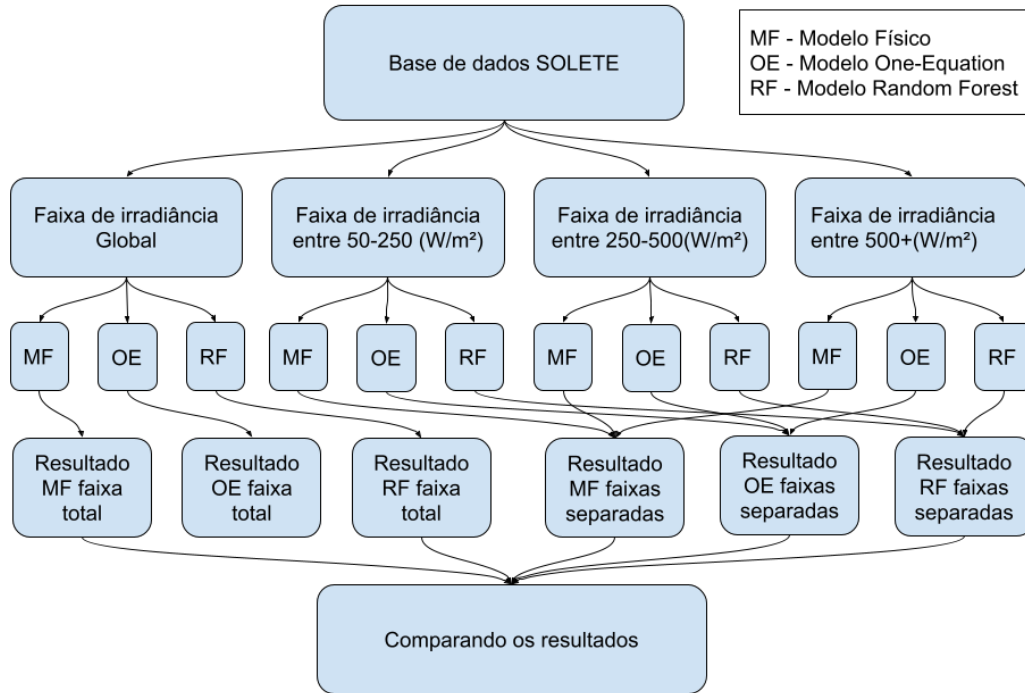 Base de dados SOLETE
MF - Modelo Físico
OE - Modelo One-Equation
RF - Modelo Random Forest
Faixa de irradiância
Global
Faixa de irradiância
entre 50-250 (W/m²)
Faixa de irradiância
entre 250-500(W/m²)
Faixa de irradiância
entre 500+(W/m²)
MF
OE
RF
MF
OE
RF
MF
OE
RF
MF
OE
RF
Resultado
MF faixa
total
Resultado
OE faixa
total
Resultado
RF faixa
total
Resultado
MF faixas
separadas
Resultado
OE faixas
separadas
Resultado
RF faixas
separadas
Comparando os resultados